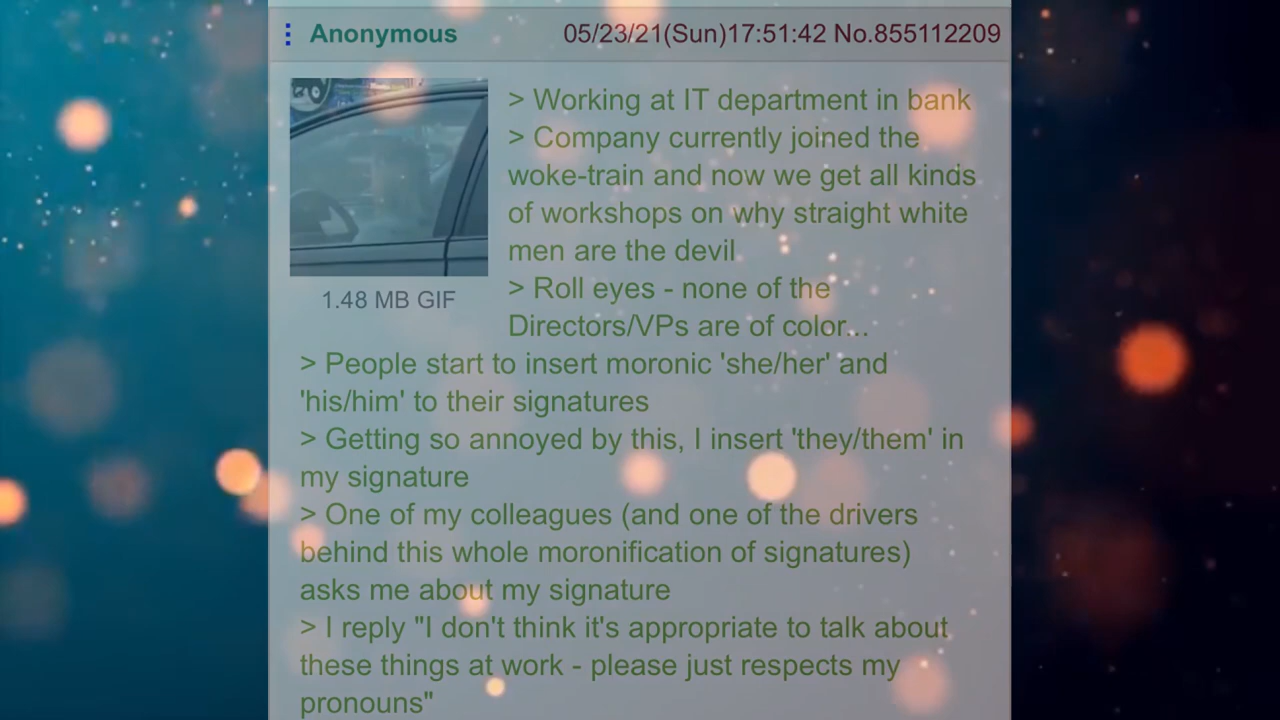 Anonymous 05/23/21(Sun)17:51:42 No.855112209
> Working at IT department in bank
> Company currently joined the
woke-train and now we get all kinds
of workshops on why straight white
men are the devil
> Roll eyes - none of the
Directors/VPs are of color...
1.48 MB GIF
> People start to insert moronic 'she/her' and
'his/him' to their signatures
> Getting so annoyed by this, I insert 'they/them' in
my signature
> One of my colleagues (and one of the drivers
behind this whole moronification of signatures)
asks me about my signature
> I reply "I don't think it's appropriate to talk about
these things at work - please just respects my
pronouns"